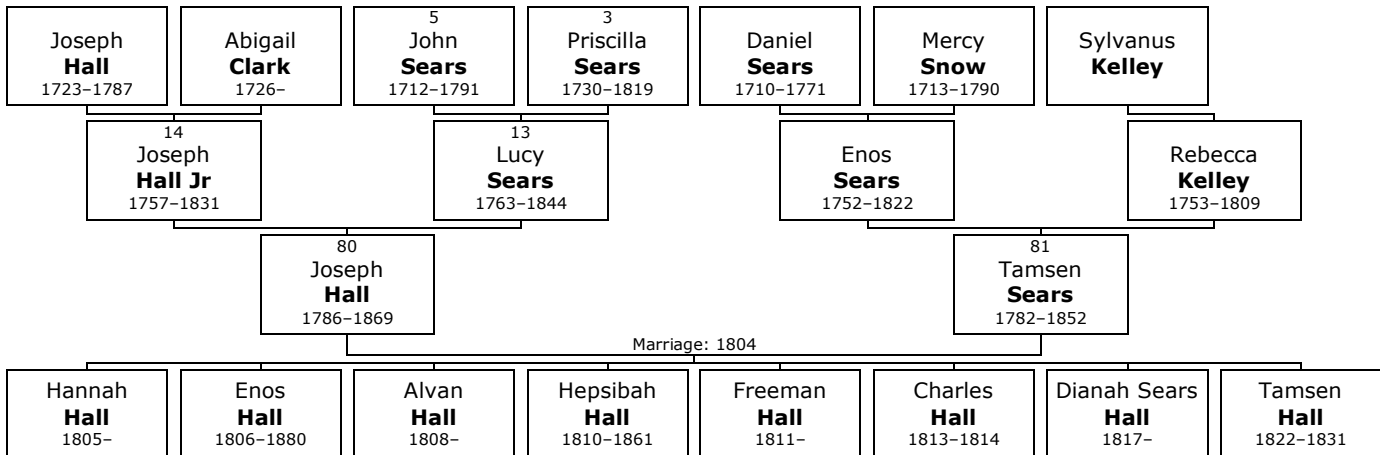 Joseph
Hall
1723–1787
Abigail
Clark
1726–
5
John
Sears
1712–1791
3
Priscilla
Sears
1730–1819
Daniel
Sears
1710–1771
Mercy
Snow
1713–1790
Sylvanus
Kelley
14
Joseph
Hall Jr
1757–1831
13
Lucy
Sears
1763–1844
Enos
Sears
1752–1822
Rebecca
Kelley
1753–1809
80
Joseph
Hall
1786–1869
81
Tamsen
Sears
1782–1852
Marriage: 1804
Hannah
Hall
1805–
Enos
Hall
1806–1880
Alvan
Hall
1808–
Hepsibah
Hall
1810–1861
Freeman
Hall
1811–
Charles
Hall
1813–1814
Dianah Sears
Hall
1817–
Tamsen
Hall
1822–1831